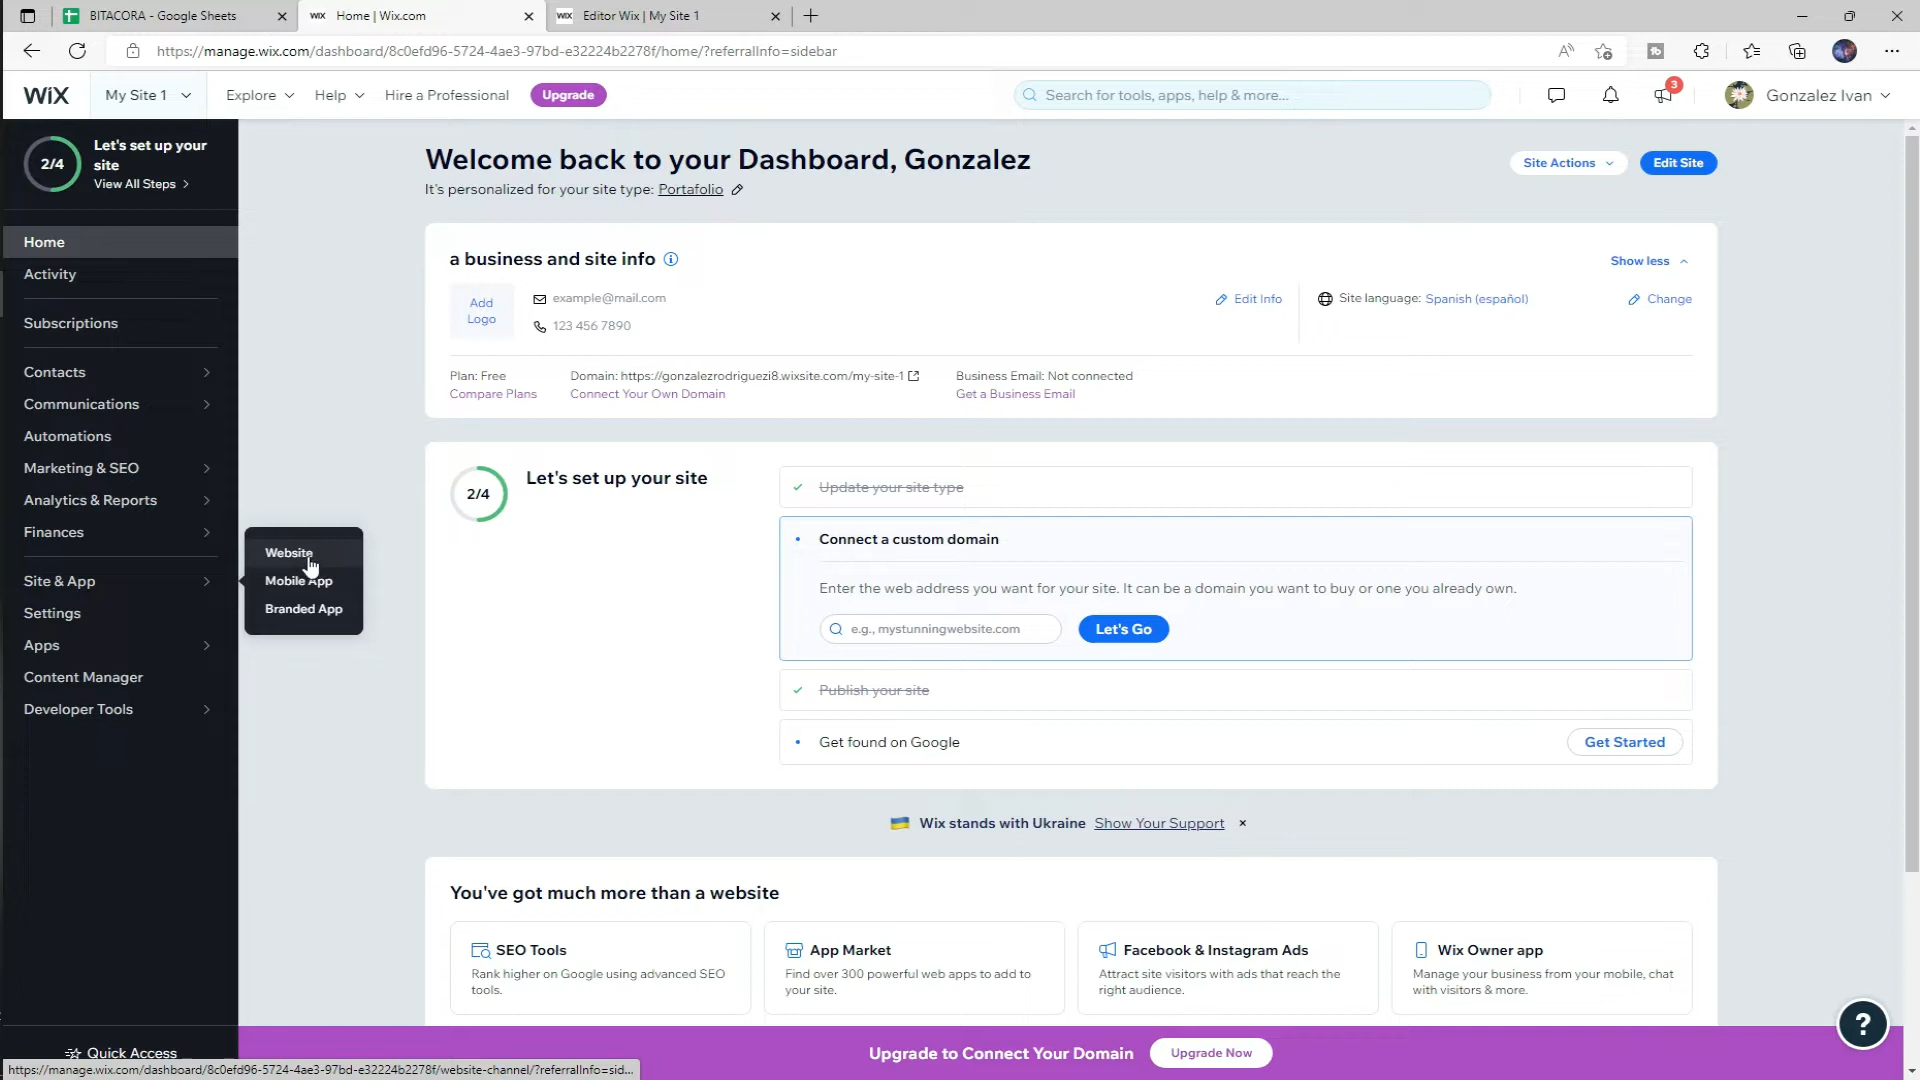 BITACORA - Google Sheets
WiX Home | Wix.com
WiX Editor Wix | My Site 1
https://manage.wix.com/dashboard/8c0efd96-5724-4ae3-97bd-e32224b2278f/home/?referralInfo=sidebar
WiX
My Site 1
Explore
Help
Hire a Professional
Upgrade
Search for tools, apps, help & more...
3
Gonzalez Ivan
2/4
Let's set up your
site
View All Steps
Home
Activity
Subscriptions
Contacts
Communications
Automations
Marketing & SEO
Analytics & Reports
Finances
Site & App
Settings
Apps
Content Manager
Developer Tools
Quick Access
Website
Mobile App
Branded App
Welcome back to your Dashboard, Gonzalez
It's personalized for your site type: Portafolio
Site Actions
Edit Site
a business and site info
Show less
Add
Logo
example@mail.com
123 456 7890
Edit Info
Site language: Spanish (español)
Change
Plan: Free
Compare Plans
Domain: https://gonzalezrodriguezi8.wixsite.com/my-site-1
Connect Your Own Domain
Business Email: Not connected
Get a Business Email
2/4
Let's set up your site
Update your site type
Connect a custom domain
Enter the web address you want for your site. It can be a domain you want to buy or one you already own.
e.g., mystunningwebsite.com
Let's Go
Publish your site
Get found on Google
Get Started
Wix stands with Ukraine Show Your Support
You've got much more than a website
SEO Tools
Rank higher on Google using advanced SEO
tools.
App Market
Find over 300 powerful web apps to add to
your site.
Facebook & Instagram Ads
Attract site visitors with ads that reach the
right audience.
Wix Owner app
Manage your business from your mobile, chat
with visitors & more.
?
Upgrade to Connect Your Domain
Upgrade Now
https://manage.wix.com/dashboard/8c0efd96-5724-4ae3-97bd-e32224b2278f/website-channel/?referralInfo=sid...